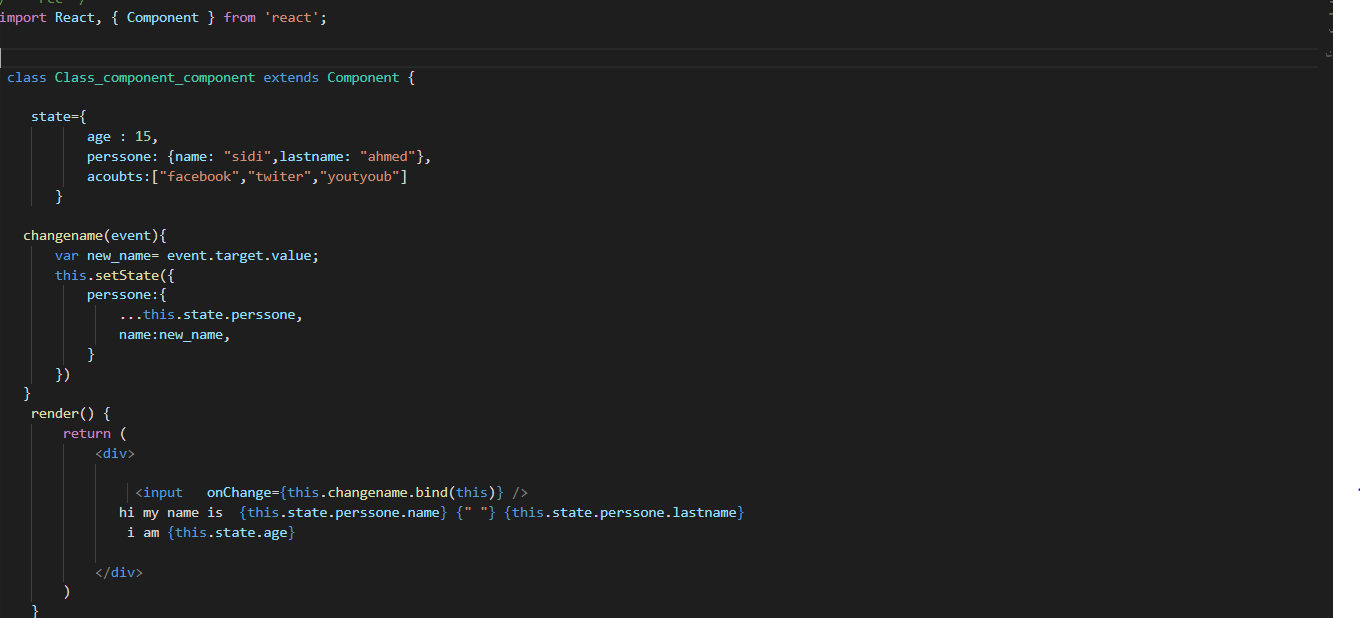 import React, { Component } from 'react';
class Class_component_component extends Component {
state={
age : 15,
perssone: {name: "sidi",lastname: "ahmed"},
acoubts:["facebook","twiter","youtyoub"]
}
changename(event){
var new_name= event.target.value;
this.setState({
perssone:{
...this.state.perssone,
name:new_name,
}
})
}
render() {
return (
<div>
<input   onChange={this.changename.bind(this)} />
hi my name is  {this.state.perssone.name} {" "} {this.state.perssone.lastname}
i am {this.state.age}
</div>
)
}